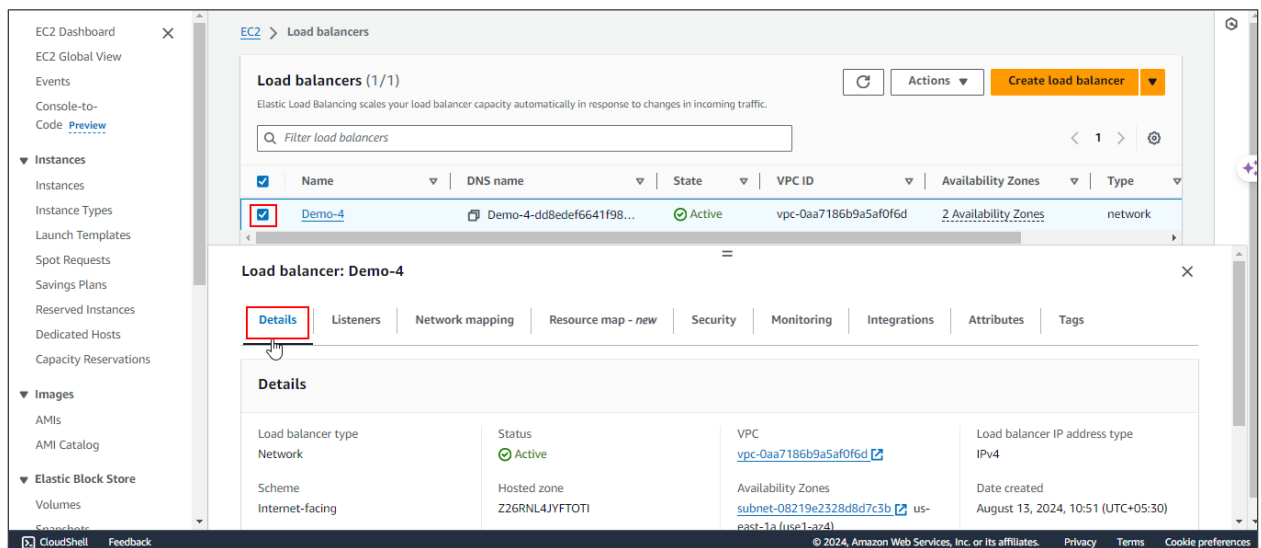 EC2 Dashboard
EC2 Global View
Events
Console-to-
Code Preview
Instances
Instances
Instance Types
Launch Templates
Spot Requests
Savings Plans
Reserved Instances
Dedicated Hosts
Capacity Reservations
Images
AMIs
AMI Catalog
Elastic Block Store
Volumes
Snapshots
EC2 > Load balancers
Load balancers (1/1)
Actions
Create load balancer
Elastic Load Balancing scales your load balancer capacity automatically in response to changes in incoming traffic.
Filter load balancers
< 1 >
Name DNS name State VPC ID Availability Zones Type
Demo-4 Demo-4-dd8edef6641f98... Active vpc-0aa7186b9a5af0f6d 2 Availability Zones network
Load balancer: Demo-4
Details Listeners Network mapping Resource map - new Security Monitoring Integrations Attributes Tags
Details
Load balancer type Status VPC Load balancer IP address type
Network Active vpc-0aa7186b9a5af0f6d IPv4
Scheme Hosted zone Availability Zones Date created
Internet-facing Z26RNL4JYFTOTI subnet-08219e2328d8d7c3b us- August 13, 2024, 10:51 (UTC+05:30)
east-1a (use1-az4)
CloudShell Feedback © 2024, Amazon Web Services, Inc. or its affiliates. Privacy Terms Cookie preferences